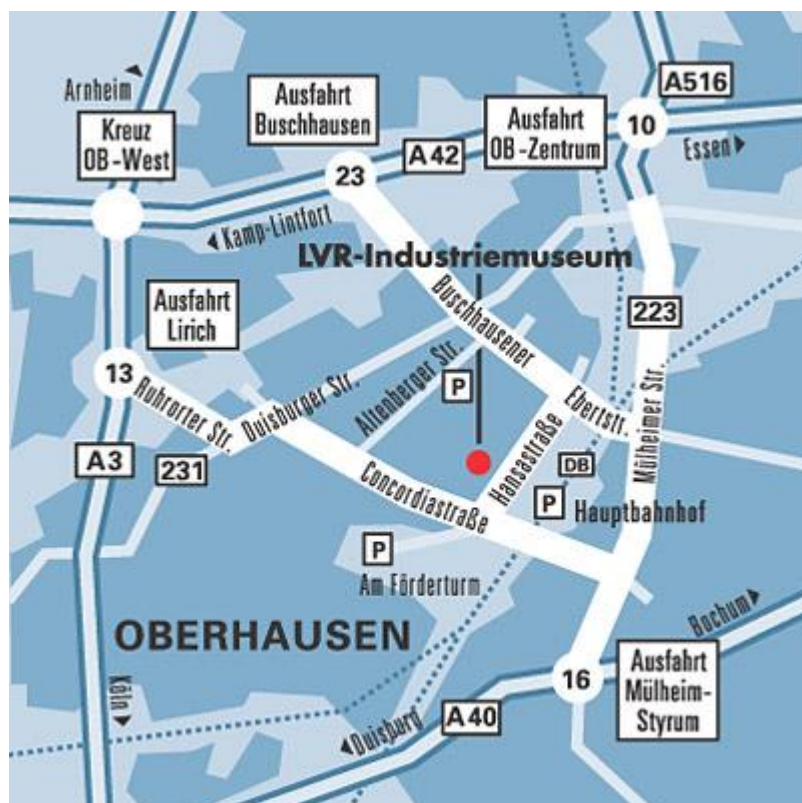 A516
Arnheim
Ausfahrt
Buschhausen
Ausfahrt
OB-Zentrum
10
Kreuz
OB-West
A 42
Essen
23
Kamp-Lintfort
LVR-Industriemuseum
Ausfahrt
Lirich
Buschhausener
223
13
Ruhrorter Str.
Duisburger Str.
Altenberger Str.
P
Ebertstr.
Mülheimer Str.
A3
231
Hansastraße
DB
Concordiastraße
P
Hauptbahnhof
P
Am Förderturm
Bochum
OBERHAUSEN
16
Ausfahrt
Mülheim-
Styrum
Köln
Duisburg
A 40